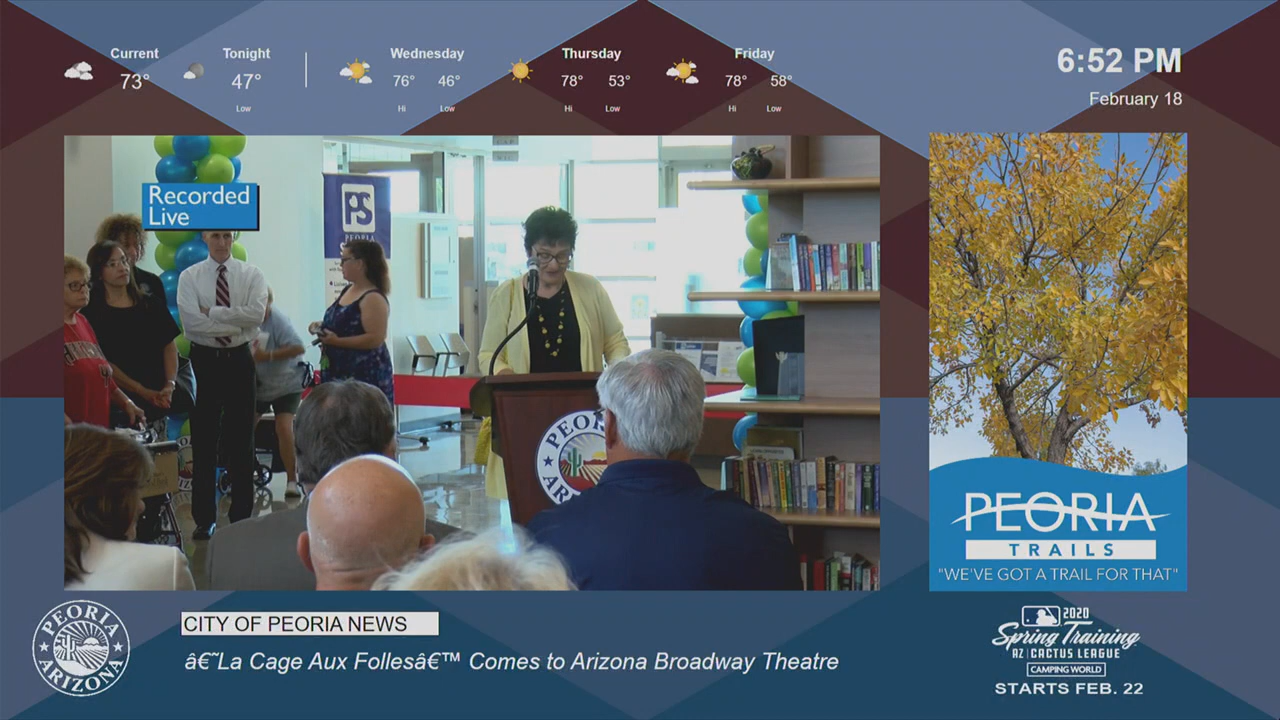 Current
73°
Tonight
47°
Low
Wednesday
76° 46°
Hi Low
Thursday
78° 53°
Hi Low
Friday
78° 58°
Hi Low
6:52 PM
February 18
Recorded
Live
PS
PEORIA
PEORIA
PEORIA
TRAILS
"WE'VE GOT A TRAIL FOR THAT"
PEORIA
ARIZONA
CITY OF PEORIA NEWS
â€˜La Cage Aux Follesâ€™ Comes to Arizona Broadway Theatre
2020
Spring Training
AZ CACTUS LEAGUE
CAMPING WORLD
STARTS FEB. 22